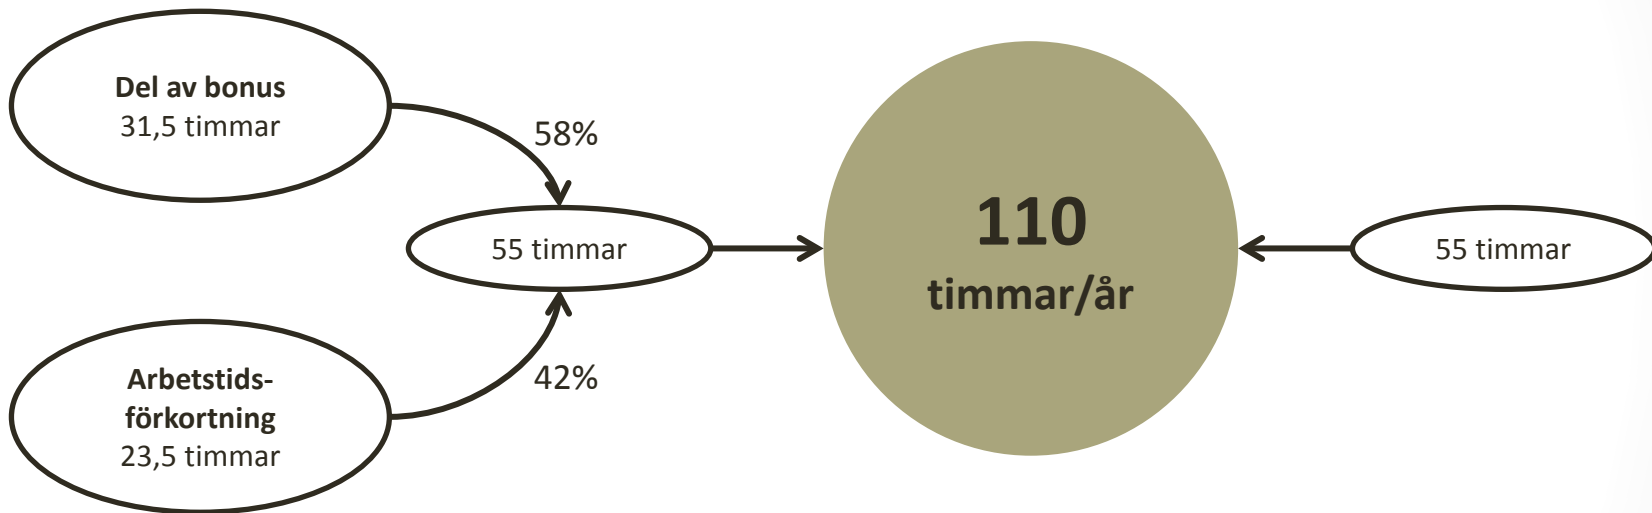 Del av bonus
31,5 timmar
58%
55 timmar
Arbetstids-
förkortning
23,5 timmar
42%
110
timmar/år
55 timmar